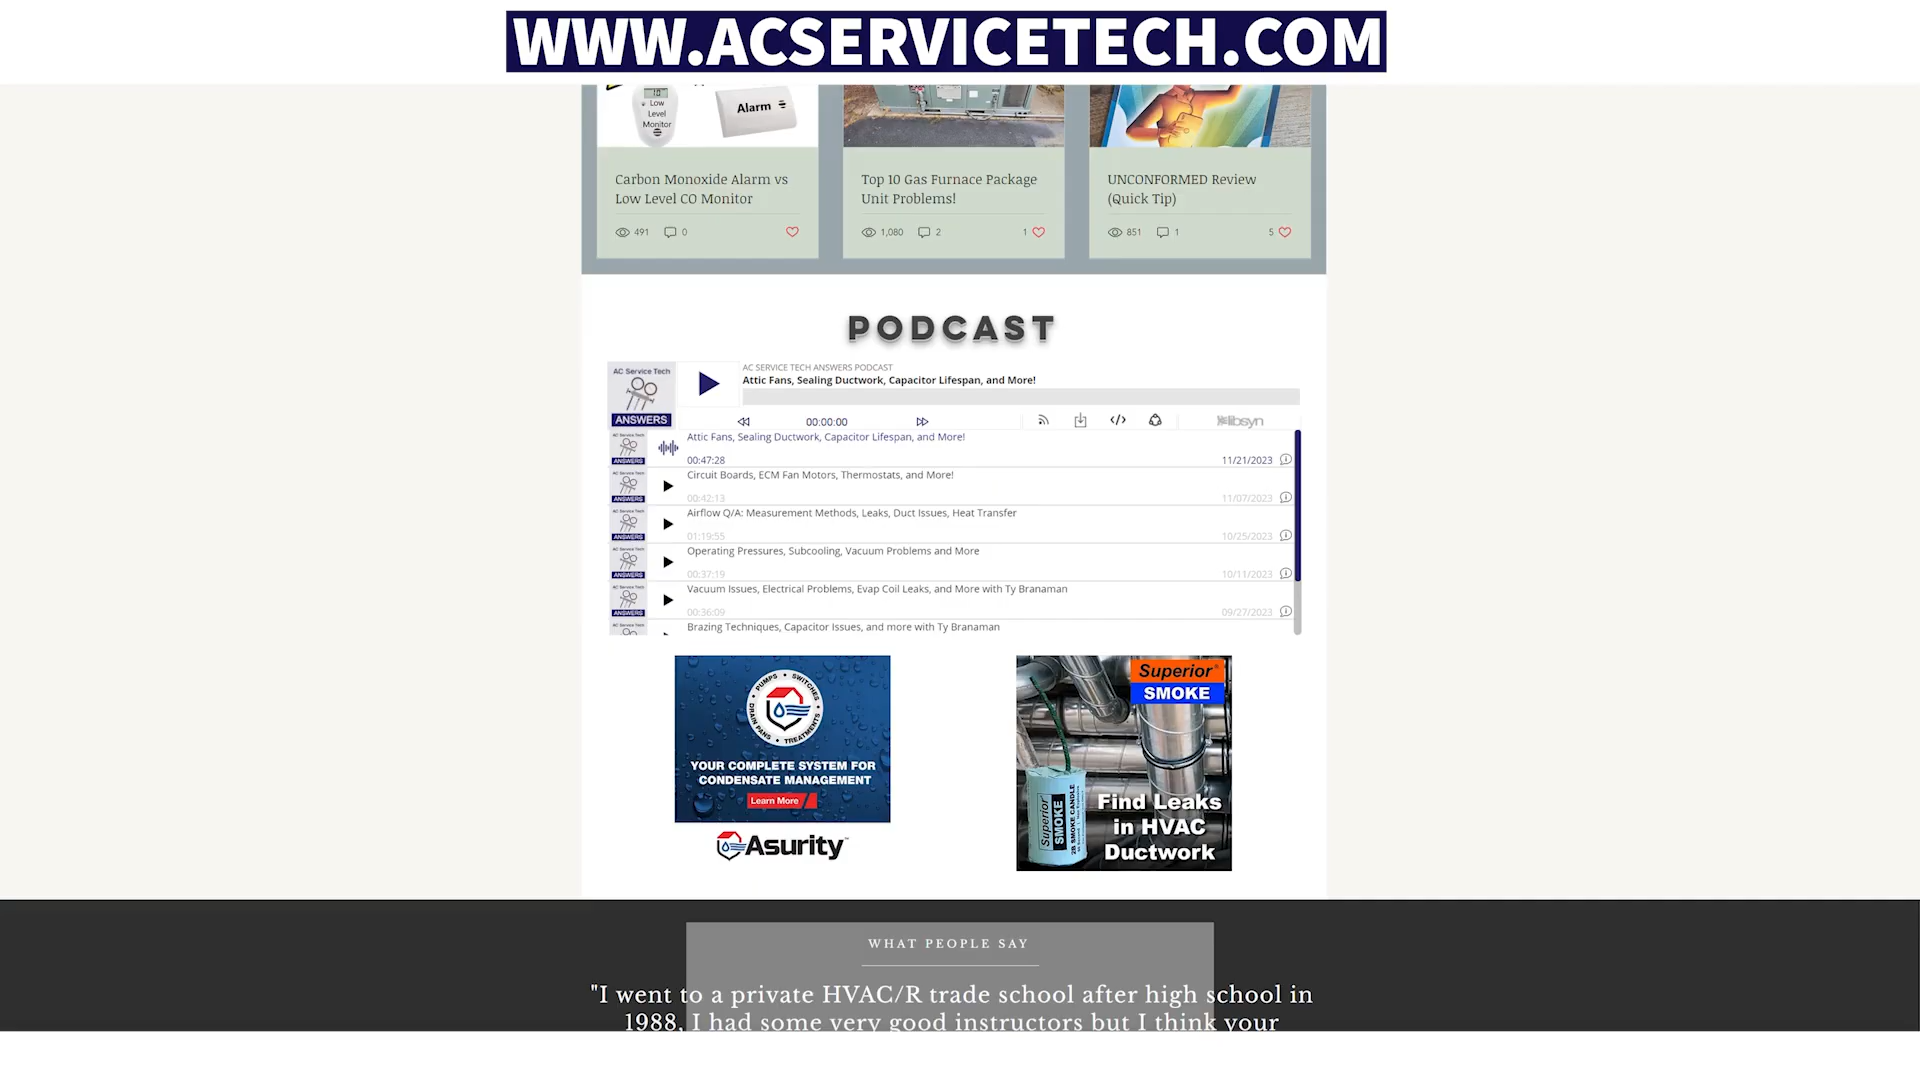 WWW.ACSERVICETECH.COM
Low
Level
Monitor
Alarm
Carbon Monoxide Alarm vs
Low Level CO Monitor
491 0
Top 10 Gas Furnace Package
Unit Problems!
1,080 2 1
UNCONFORMED Review
(Quick Tip)
851 1 5
PODCAST
AC Service Tech
ANSWERS
AC SERVICE TECH ANSWERS PODCAST
Attic Fans, Sealing Ductwork, Capacitor Lifespan, and More!
00:00:00
libsyn
Attic Fans, Sealing Ductwork, Capacitor Lifespan, and More!
00:47:28 11/21/2023
Circuit Boards, ECM Fan Motors, Thermostats, and More!
00:42:13 11/07/2023
Airflow Q/A: Measurement Methods, Leaks, Duct Issues, Heat Transfer
01:19:55 10/25/2023
Operating Pressures, Subcooling, Vacuum Problems and More
00:37:19 10/11/2023
Vacuum Issues, Electrical Problems, Evap Coil Leaks, and More with Ty Branaman
00:36:09 09/27/2023
Brazing Techniques, Capacitor Issues, and more with Ty Branaman
PUMPS • SWITCHES
DRAIN PANS • TREATMENTS
YOUR COMPLETE SYSTEM FOR
CONDENSATE MANAGEMENT
Learn More
Asurity
Superior
SMOKE
Superior
SMOKE
2B SMOKE CANDLE
Find Leaks
in HVAC
Ductwork
WHAT PEOPLE SAY
"I went to a private HVAC/R trade school after high school in
1988, I had some very good instructors but I think your